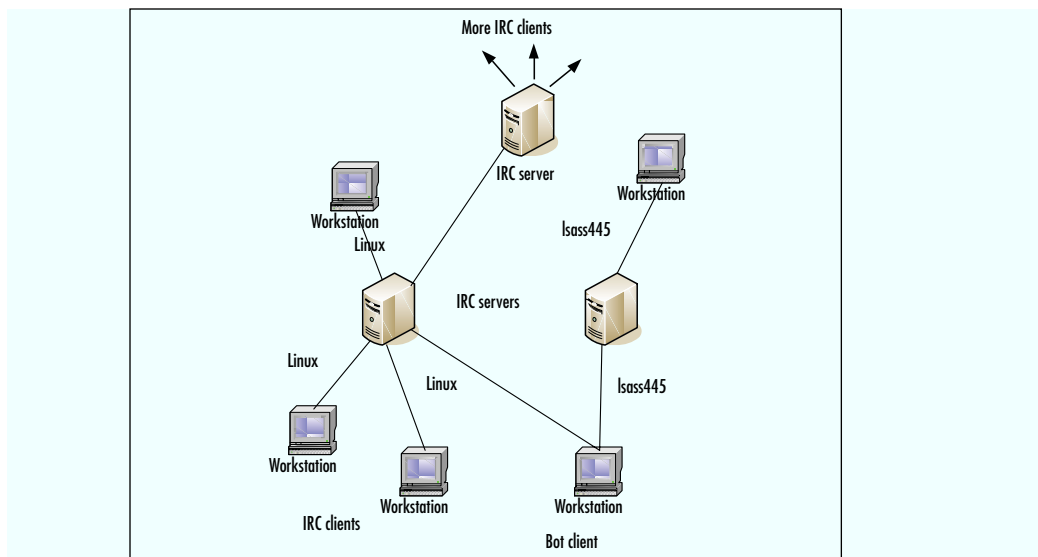 More IRC clients
IRC server
Workstation
Workstation
Linux
lsass445
IRC servers
Linux
Linux
lsass445
Workstation
Workstation
Workstation
IRC clients
Bot client